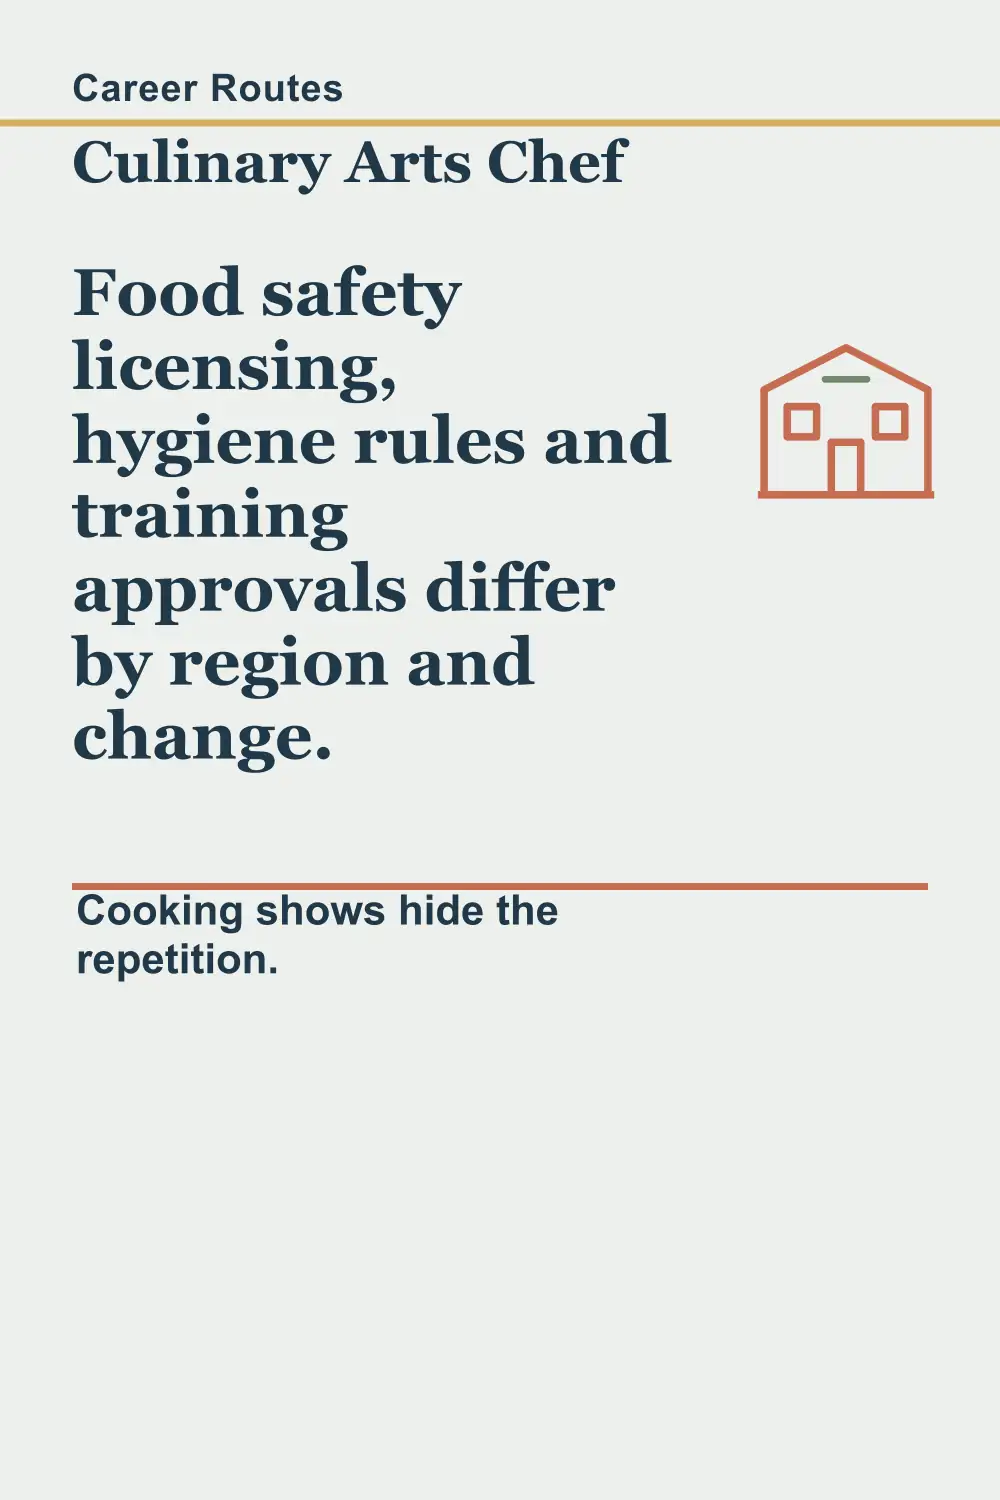 Career Routes
Culinary Arts Chef
Food safety
licensing,
hygiene rules and
training
approvals differ
by region and
change.
Cooking shows hide the
repetition.